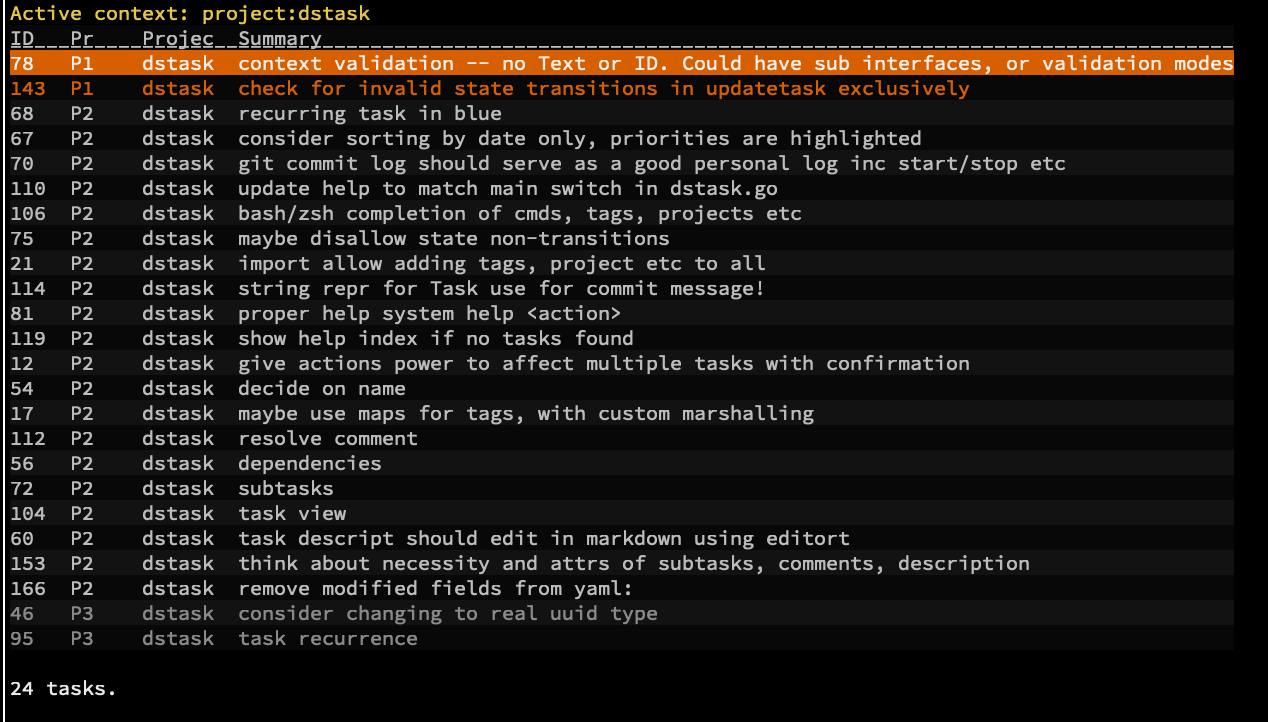 Active context: project:dstask
ID Pr Projec Summary
78 P1 dstask context validation -- no Text or ID. Could have sub interfaces, or validation modes
143 P1 dstask check for invalid state transitions in updatetask exclusively
68 P2 dstask recurring task in blue
67 P2 dstask consider sorting by date only, priorities are highlighted
70 P2 dstask git commit log should serve as a good personal log inc start/stop etc
110 P2 dstask update help to match main switch in dstask.go
106 P2 dstask bash/zsh completion of cmds, tags, projects etc
75 P2 dstask maybe disallow state non-transitions
21 P2 dstask import allow adding tags, project etc to all
114 P2 dstask string repr for Task use for commit message!
81 P2 dstask proper help system help <action>
119 P2 dstask show help index if no tasks found
12 P2 dstask give actions power to affect multiple tasks with confirmation
54 P2 dstask decide on name
17 P2 dstask maybe use maps for tags, with custom marshalling
112 P2 dstask resolve comment
56 P2 dstask dependencies
72 P2 dstask subtasks
104 P2 dstask task view
60 P2 dstask task descript should edit in markdown using editort
153 P2 dstask think about necessity and attrs of subtasks, comments, description
166 P2 dstask remove modified fields from yaml:
46 P3 dstask consider changing to real uuid type
95 P3 dstask task recurrence
24 tasks.